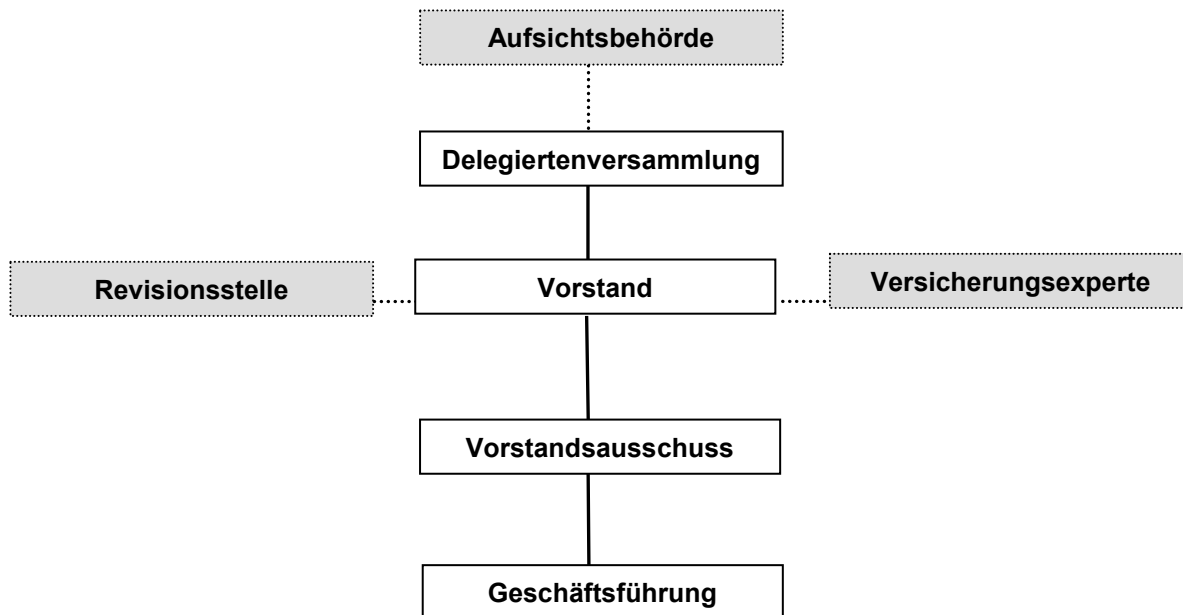 Aufsichtsbehörde
Delegiertenversammlung
Revisionsstelle
Vorstand
Versicherungsexperte
Vorstandsausschuss
Geschäftsführung